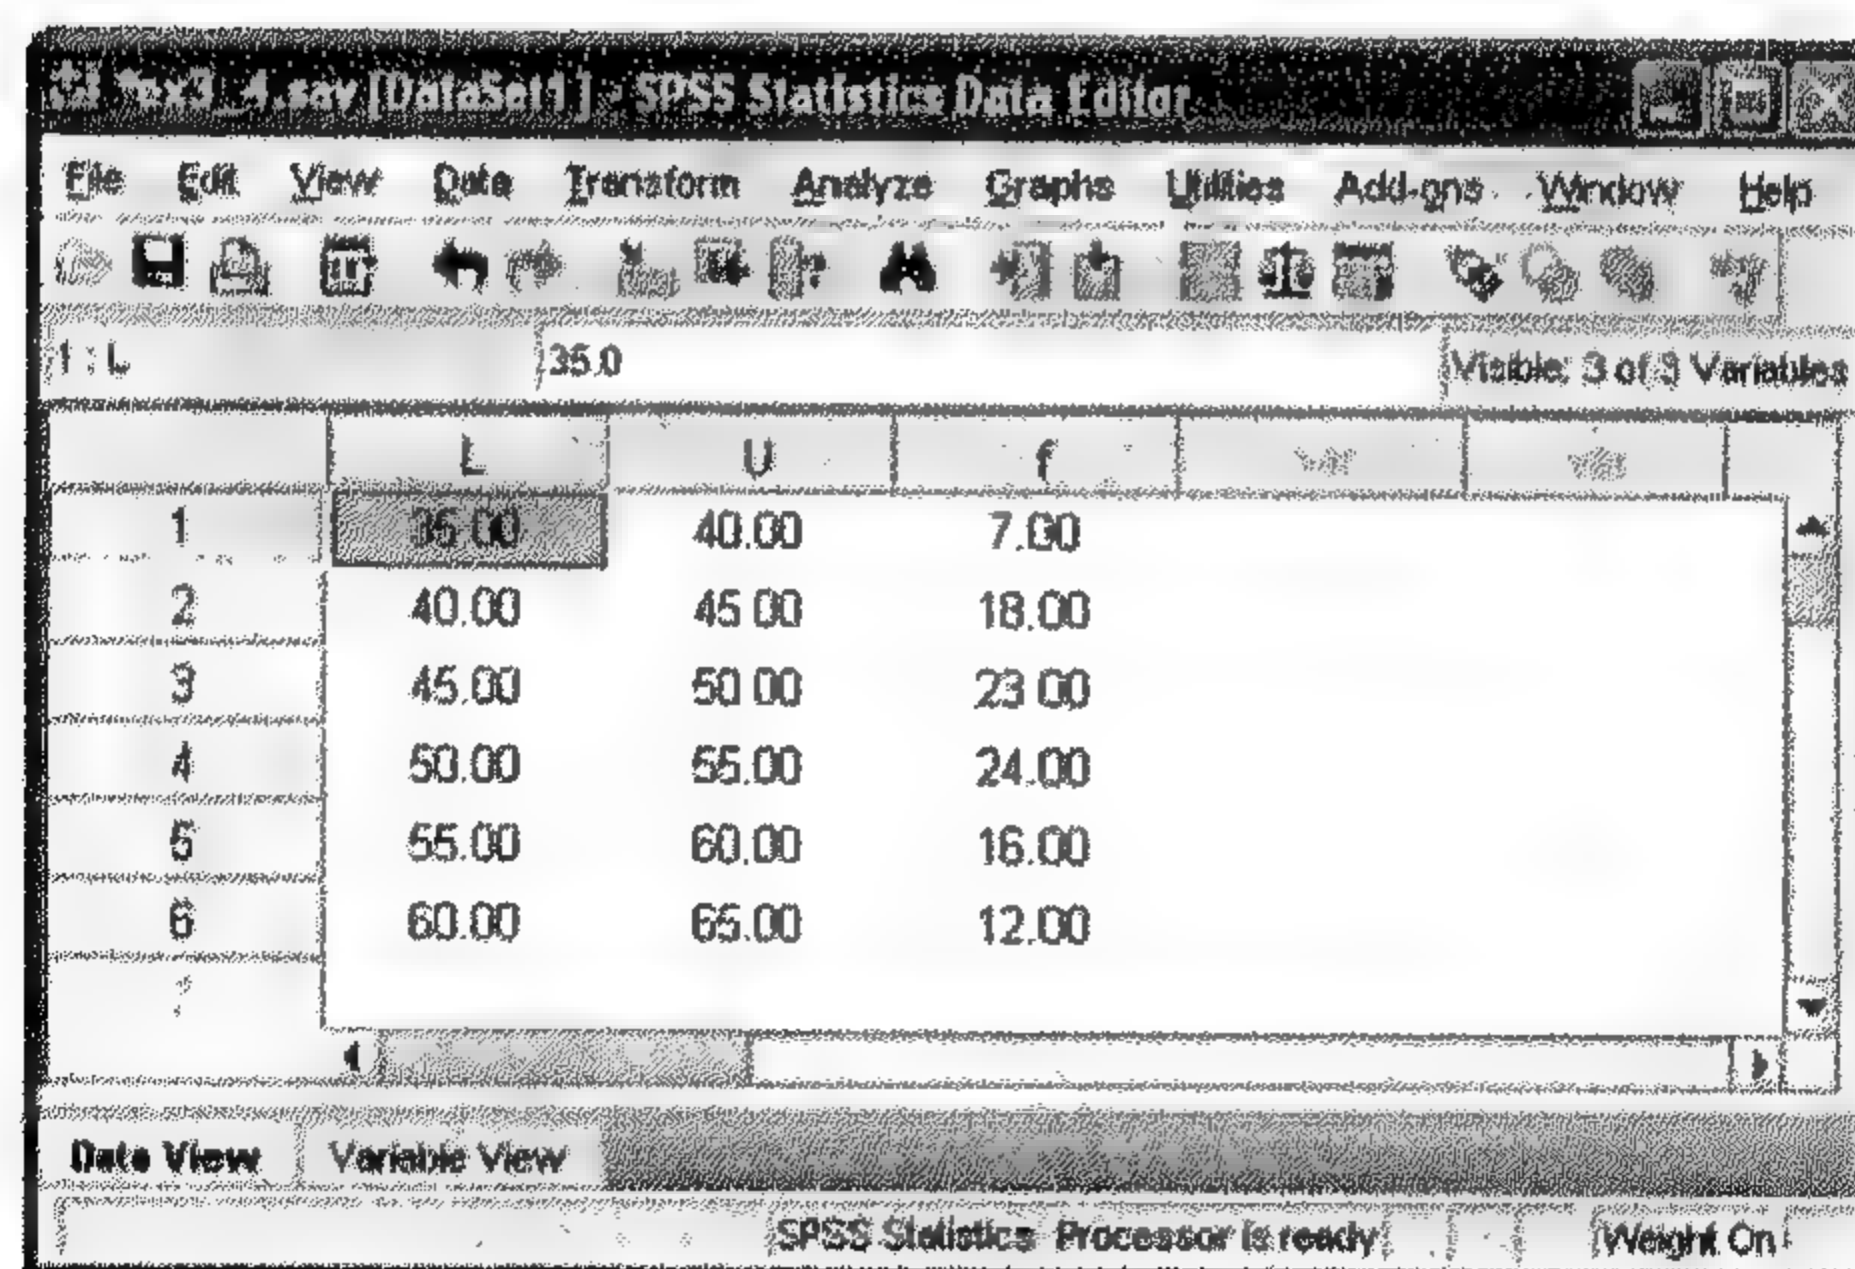 *ex3_4.sav [DataSet1] - SPSS Statistics Data Editor
File Edit View Data Transform Analyze Graphs Utilities Add-ons Window Help
1 : L 35.0 Visible: 3 of 3 Variables
L U f var var
1 35.00 40.00 7.00
2 40.00 45.00 18.00
3 45.00 50.00 23.00
4 50.00 55.00 24.00
5 55.00 60.00 16.00
6 60.00 65.00 12.00
7
Data View Variable View
SPSS Statistics Processor is ready Weight On